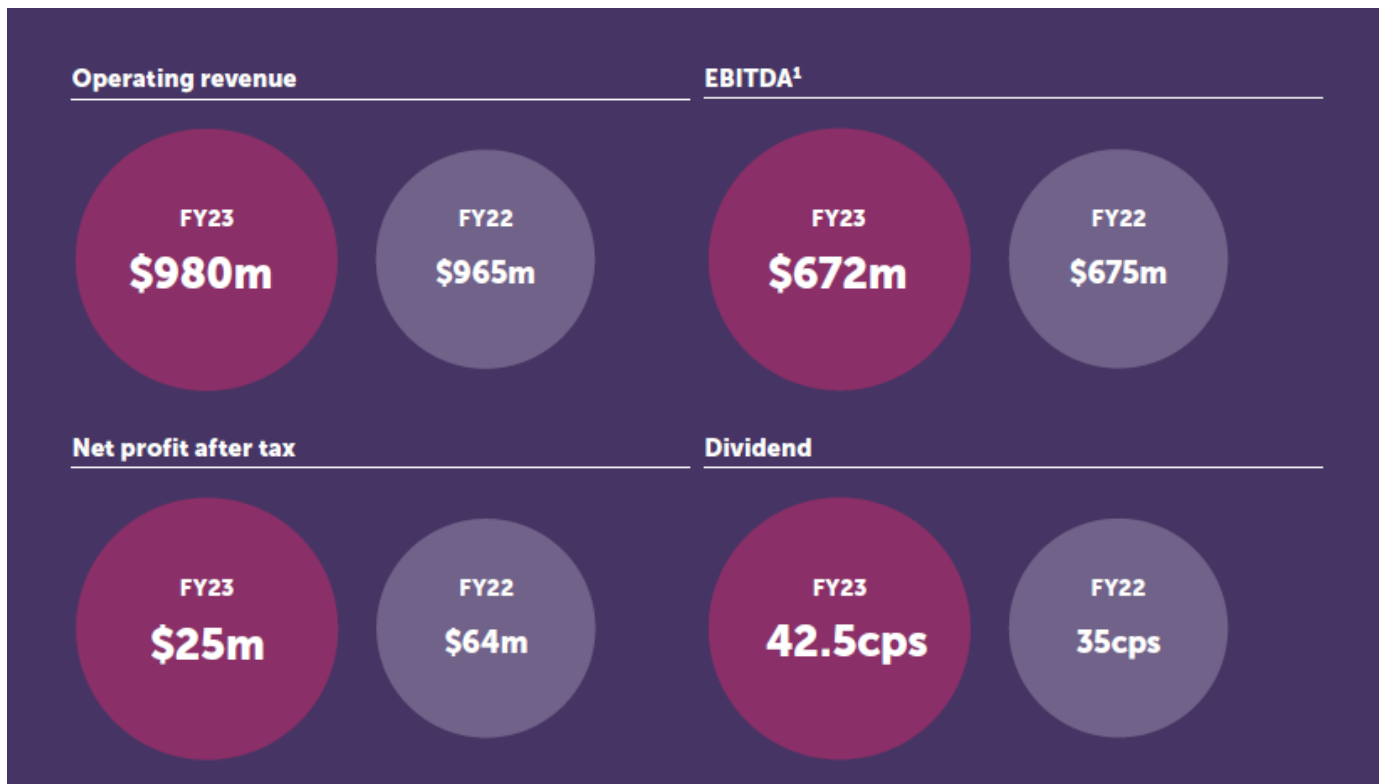 Operating revenue
FY23
$980m
FY22
$965m
EBITDA¹
FY23
$672m
FY22
$675m
Net profit after tax
FY23
$25m
FY22
$64m
Dividend
FY23
42.5cps
FY22
35cps